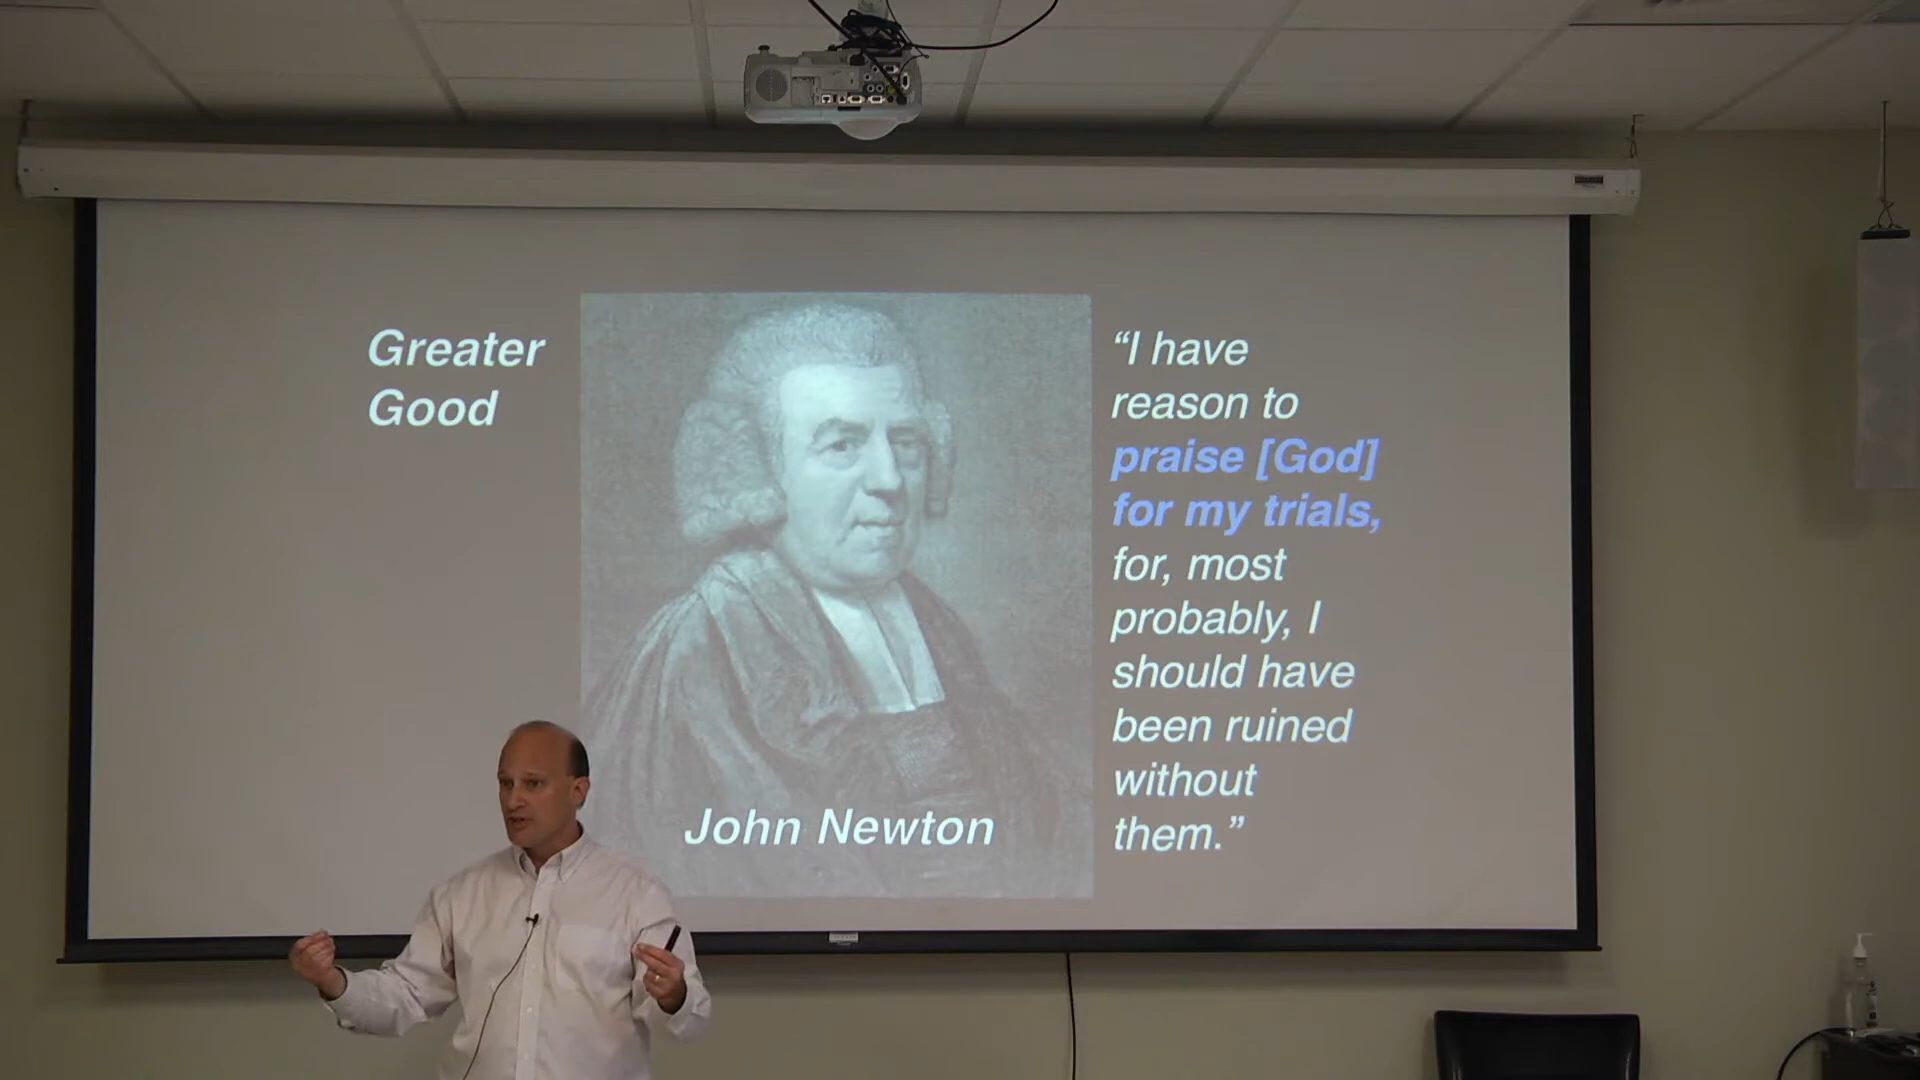 Greater
Good
“I have
reason to
praise [God]
for my trials,
for, most
probably, I
should have
been ruined
without
them.”
John Newton